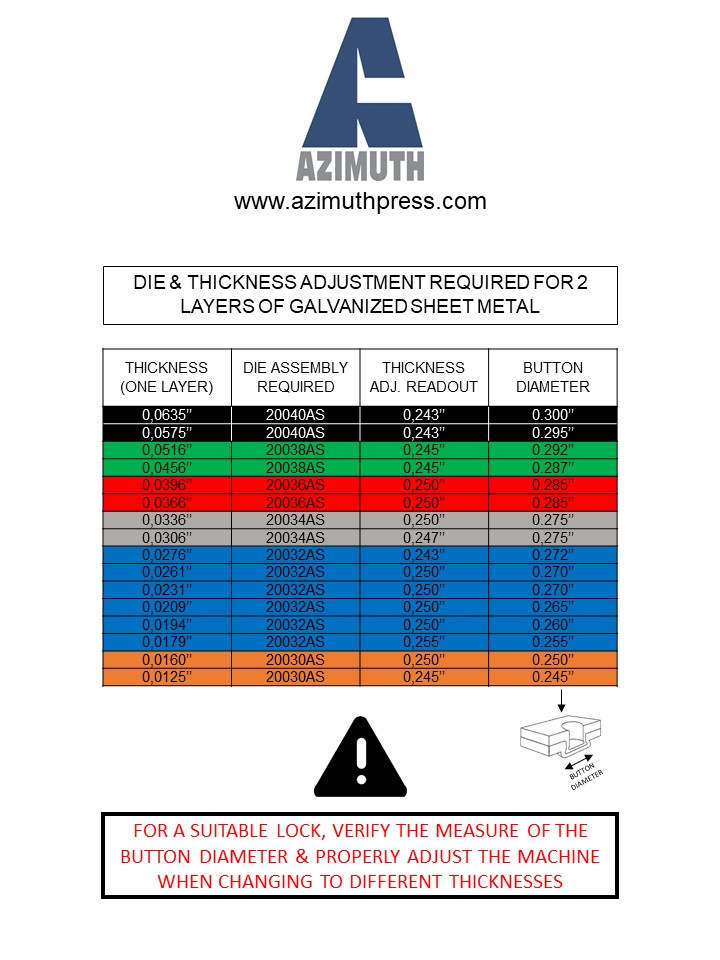 AZIMUTH
www.azimuthpress.com
DIE & THICKNESS ADJUSTMENT REQUIRED FOR 2
LAYERS OF GALVANIZED SHEET METAL
THICKNESS (ONE LAYER) DIE ASSEMBLY REQUIRED THICKNESS ADJ. READOUT BUTTON DIAMETER
0,0635’’ 20040AS 0,243’’ 0.300’’
0,0575’’ 20040AS 0,243’’ 0.295’’
0,0516’’ 20038AS 0,245’’ 0.292’’
0,0456’’ 20038AS 0,245’’ 0.287’’
0,0396’’ 20036AS 0,250’’ 0.285’’
0,0366’’ 20036AS 0,250’’ 0.285’’
0,0336’’ 20034AS 0,250’’ 0.275’’
0,0306’’ 20034AS 0,247’’ 0,275’’
0,0276’’ 20032AS 0,243’’ 0.272’’
0,0261’’ 20032AS 0,250’’ 0.270’’
0,0231’’ 20032AS 0,250’’ 0.270’’
0,0209’’ 20032AS 0,250’’ 0.265’’
0,0194’’ 20032AS 0,250’’ 0.260’’
0,0179’’ 20032AS 0,255’’ 0.255’’
0,0160’’ 20030AS 0,250’’ 0.250’’
0,0125’’ 20030AS 0,245’’ 0.245’’
BUTTON
DIAMETER
FOR A SUITABLE LOCK, VERIFY THE MEASURE OF THE
BUTTON DIAMETER & PROPERLY ADJUST THE MACHINE
WHEN CHANGING TO DIFFERENT THICKNESSES